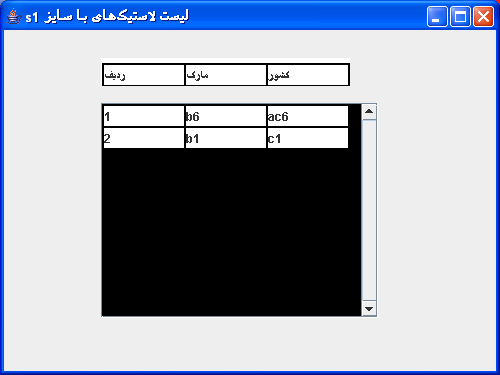 لیست لاستیک‌های با سایز s1
ردیف مارک کشور
1 b6 ac6
2 b1 c1